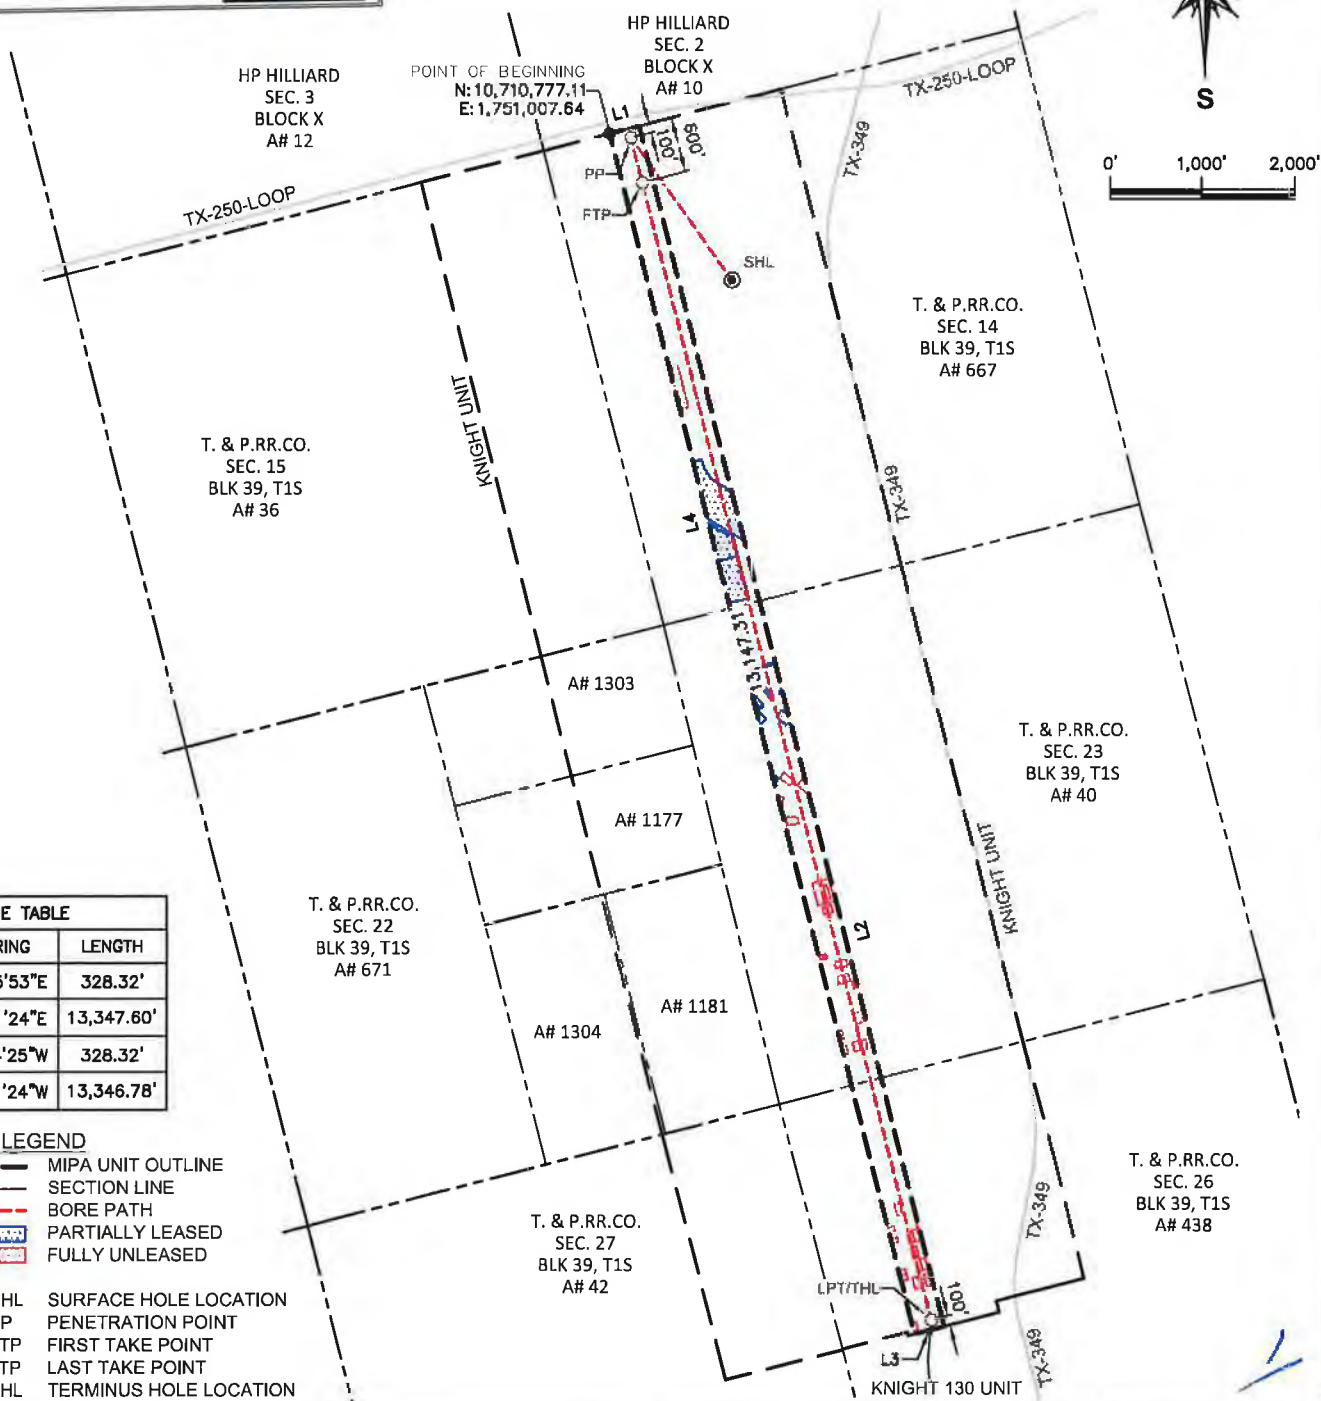 HP HILLIARD
SEC. 2
BLOCK X
A# 10
HP HILLIARD
SEC. 3
BLOCK X
A# 12
POINT OF BEGINNING
N: 10,710,777.11
E: 1,751,007.64
L1
100'
600'
PP
FTP
SHL
TX-250-LOOP
TX-250-LOOP
TX-349
S
0' 1,000' 2,000'
T. & P.RR.CO.
SEC. 14
BLK 39, T1S
A# 667
KNIGHT UNIT
T. & P.RR.CO.
SEC. 15
BLK 39, T1S
A# 36
TX-349
L4
13,147.31'
A# 1303
A# 1177
T. & P.RR.CO.
SEC. 23
BLK 39, T1S
A# 40
KNIGHT UNIT
L2
T. & P.RR.CO.
SEC. 22
BLK 39, T1S
A# 671
A# 1181
A# 1304
E TABLE
RING LENGTH
6'53"E 328.32'
'24"E 13,347.60'
'25"W 328.32'
'24"W 13,346.78'
LEGEND
MIPA UNIT OUTLINE
SECTION LINE
BORE PATH
PARTIALLY LEASED
FULLY UNLEASED
HL SURFACE HOLE LOCATION
P PENETRATION POINT
TP FIRST TAKE POINT
TP LAST TAKE POINT
HL TERMINUS HOLE LOCATION
T. & P.RR.CO.
SEC. 27
BLK 39, T1S
A# 42
T. & P.RR.CO.
SEC. 26
BLK 39, T1S
A# 438
TX-349
LPT/THL
100'
L3
TX-349
KNIGHT 130 UNIT